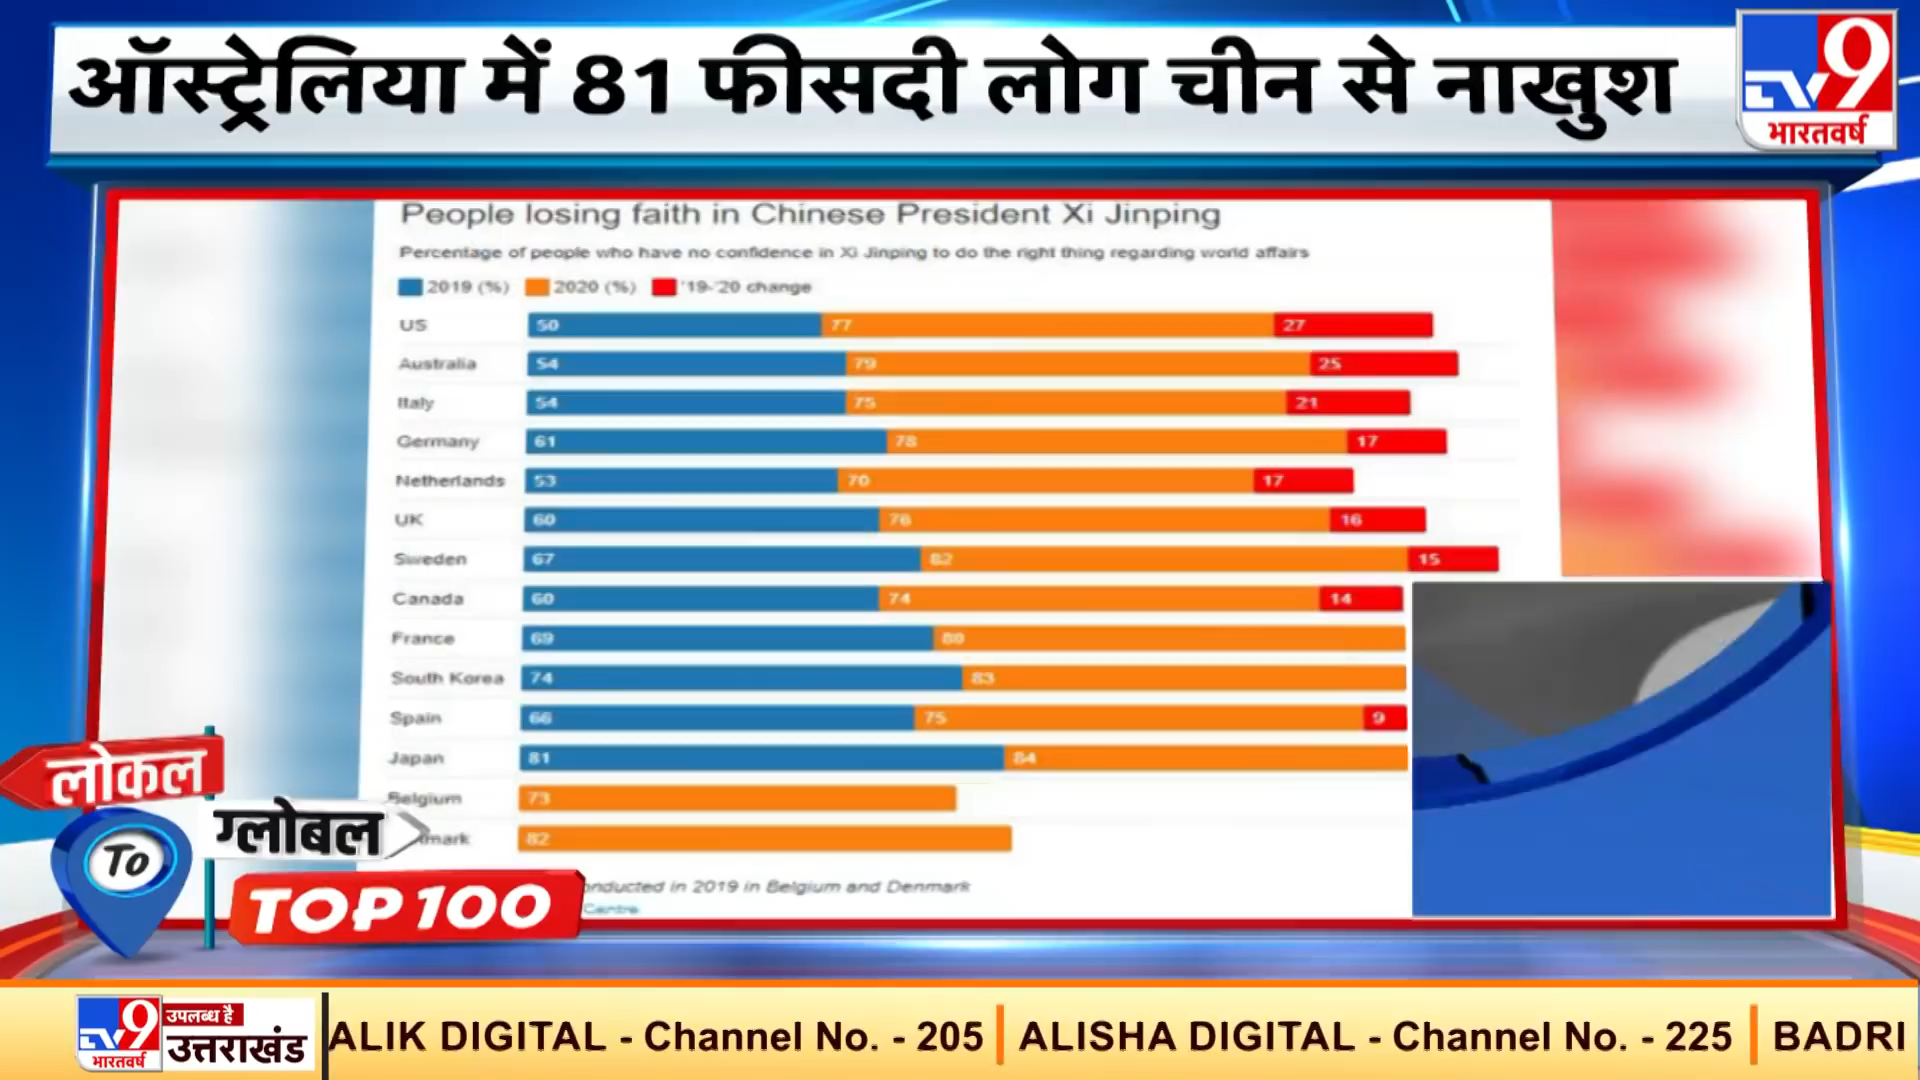 ऑस्ट्रेलिया में 81 फीसदी लोग चीन से नाखुश
TV9
भारतवर्ष
People losing faith in Chinese President Xi Jinping
Percentage of people who have no confidence in Xi Jinping to do the right thing regarding world affairs
2019 (%) 2020 (%) '19-'20 change
US 50 77 27
Australia 54 79 25
Italy 54 75 21
Germany 61 78 17
Netherlands 53 70 17
UK 60 76 16
Sweden 67 82 15
Canada 60 74 14
France 69 80
South Korea 74 83
Spain 66 75 9
Japan 81 84
Belgium 73
mark 82
onducted in 2019 in Belgium and Denmark
Centre
लोकल
To
ग्लोबल
TOP 100
TV9
भारतवर्ष
उपलब्ध है
उत्तराखंड
ALIK DIGITAL - Channel No. - 205 | ALISHA DIGITAL - Channel No. - 225 | BADRI